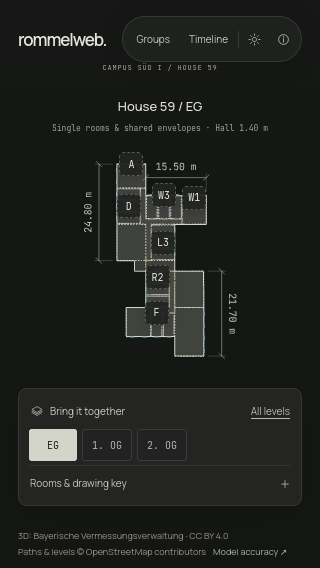 rommelweb.
Groups Timeline
CAMPUS SÜD I / HOUSE 59
House 59 / EG
Single rooms & shared envelopes · Hall 1.40 m
A
15.50 m
W3
W1
D
24.80 m
L3
R2
F
21.70 m
Bring it together All levels
EG 1. OG 2. OG
Rooms & drawing key +
3D: Bayerische Vermessungsverwaltung · CC BY 4.0
Paths & levels © OpenStreetMap contributors Model accuracy ↗